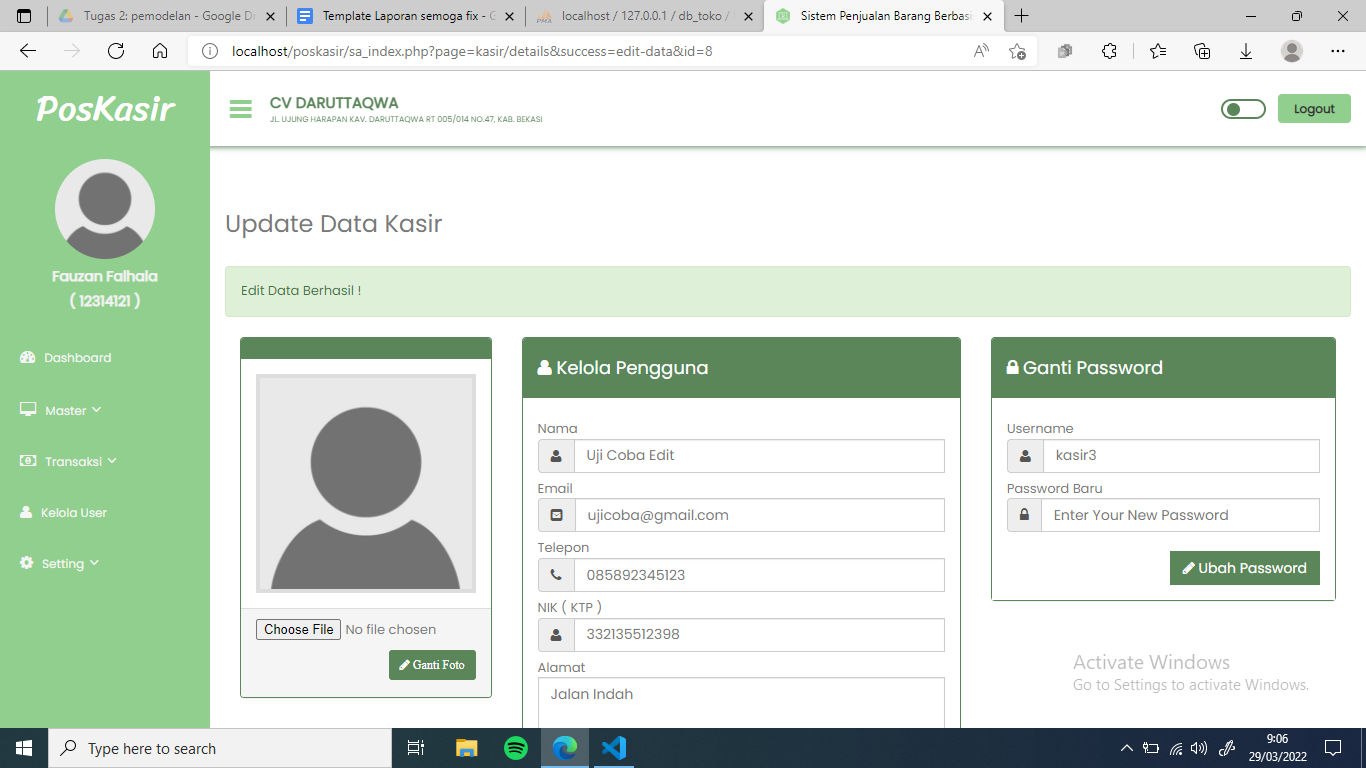 Tugas 2: pemodelan - Google Dr
Template Laporan semoga fix - G
localhost / 127.0.0.1 / db_toko /
Sistem Penjualan Barang Berbasi
localhost/poskasir/sa_index.php?page=kasir/details&success=edit-data&id=8
PosKasir
CV DARUTTAQWA
JL. UJUNG HARAPAN KAV. DARUTTAQWA RT 005/014 NO.47, KAB. BEKASI
Logout
Fauzan Falhala
( 12314121 )
Dashboard
Master
Transaksi
Kelola User
Setting
Update Data Kasir
Edit Data Berhasil !
Choose File No file chosen
Ganti Foto
Kelola Pengguna
Nama
Uji Coba Edit
Email
ujicoba@gmail.com
Telepon
085892345123
NIK ( KTP )
332135512398
Alamat
Jalan Indah
Ganti Password
Username
kasir3
Password Baru
Enter Your New Password
Ubah Password
Activate Windows
Go to Settings to activate Windows.
Type here to search
9:06
29/03/2022